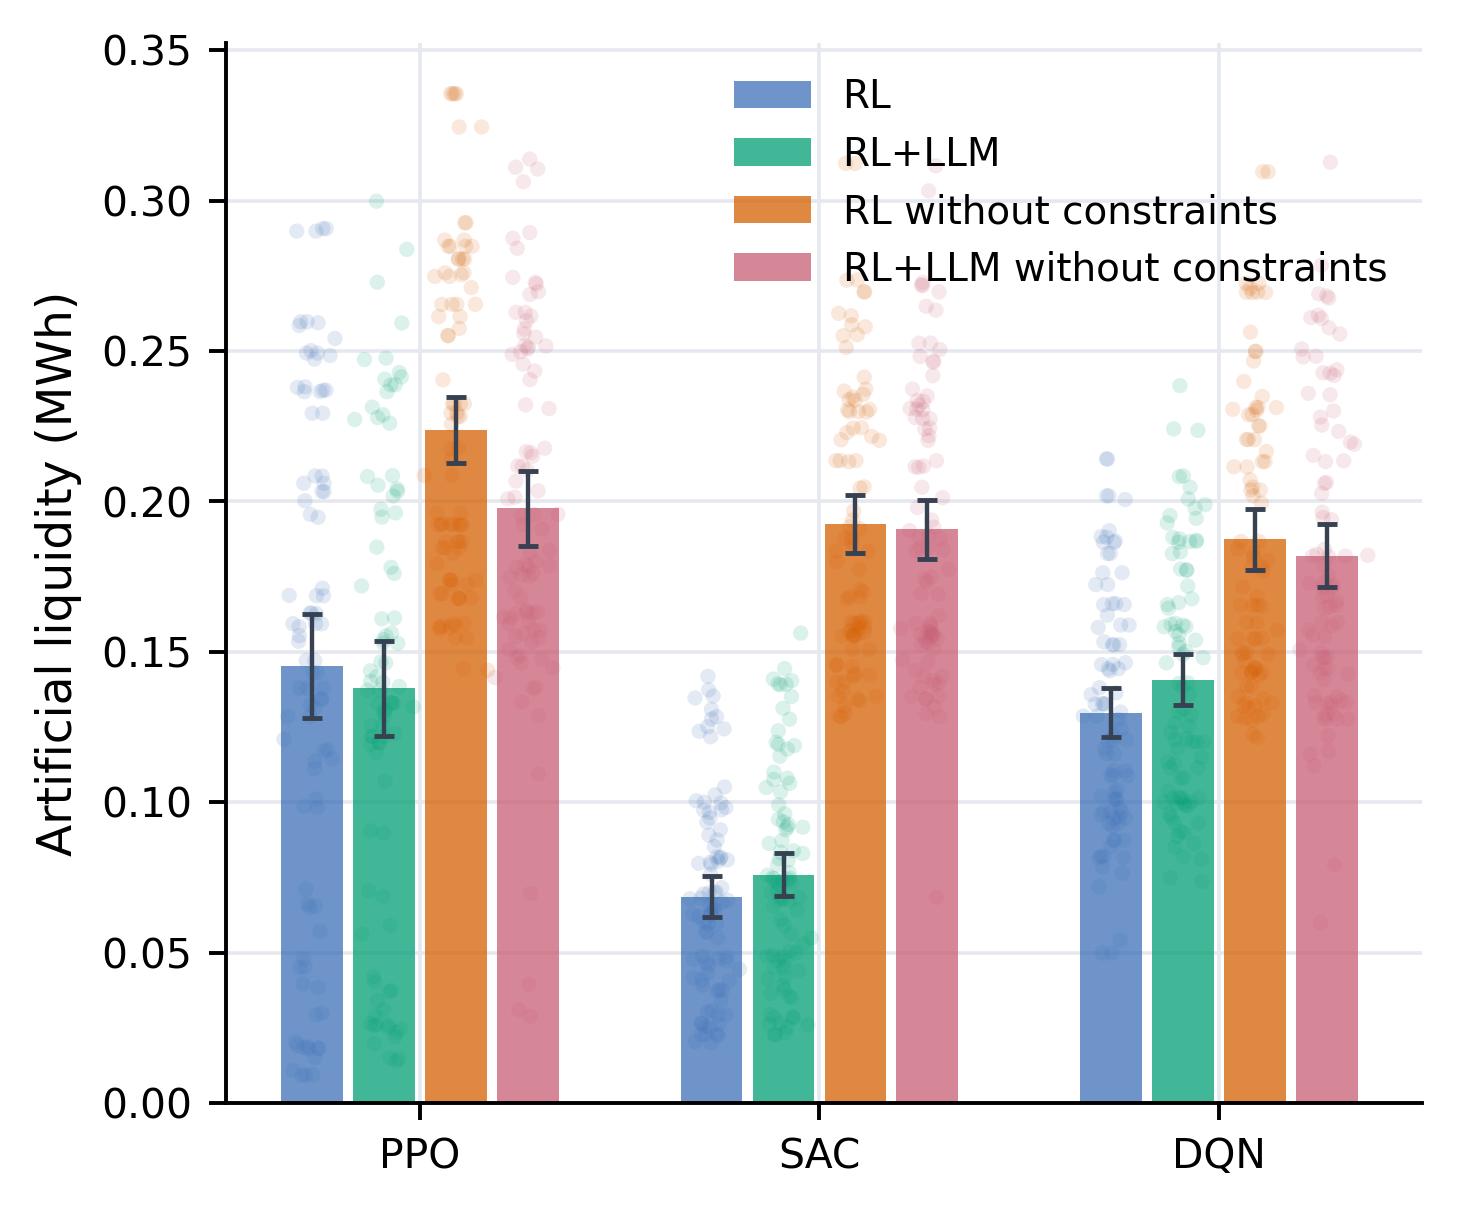 0.35
0.30
0.25
0.20
0.15
0.10
0.05
0.00
Artificial liquidity (MWh)
RL
RL+LLM
RL without constraints
RL+LLM without constraints
PPO
SAC
DQN